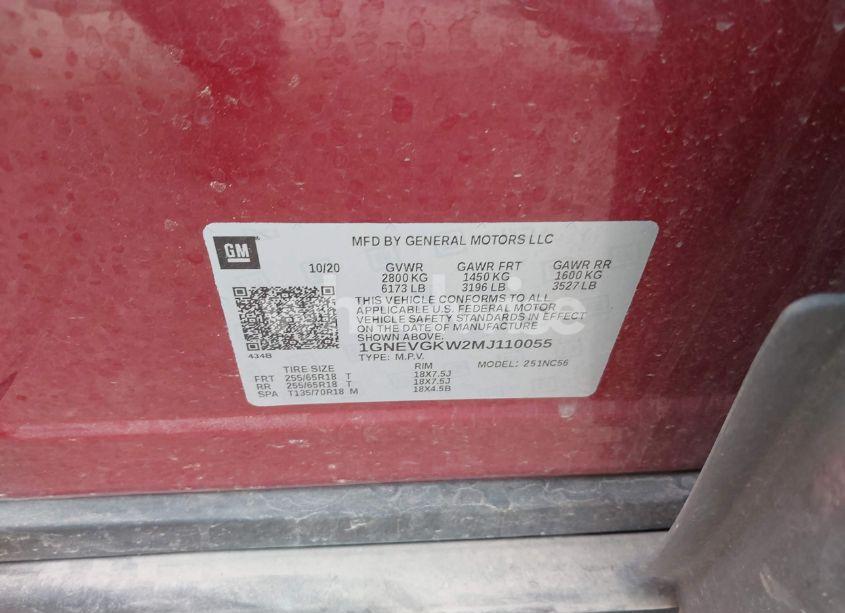 GM
MFD BY GENERAL MOTORS LLC
10/20 GVWR GAWR FRT GAWR RR
2800 KG 1450 KG 1600 KG
6173 LB 3196 LB 3527 LB
THIS VEHICLE CONFORMS TO ALL
APPLICABLE U.S. FEDERAL MOTOR
VEHICLE SAFETY STANDARDS IN EFFECT
ON THE DATE OF MANUFACTURE
SHOWN ABOVE.
434B
1GNEVGKW2MJ110055
TYPE: M.P.V. MODEL: 251NC56
TIRE SIZE RIM
FRT 255/65R18 T 18X7.5J
RR 255/65R18 T 18X7.5J
SPA T135/70R18 M 18X4.5B